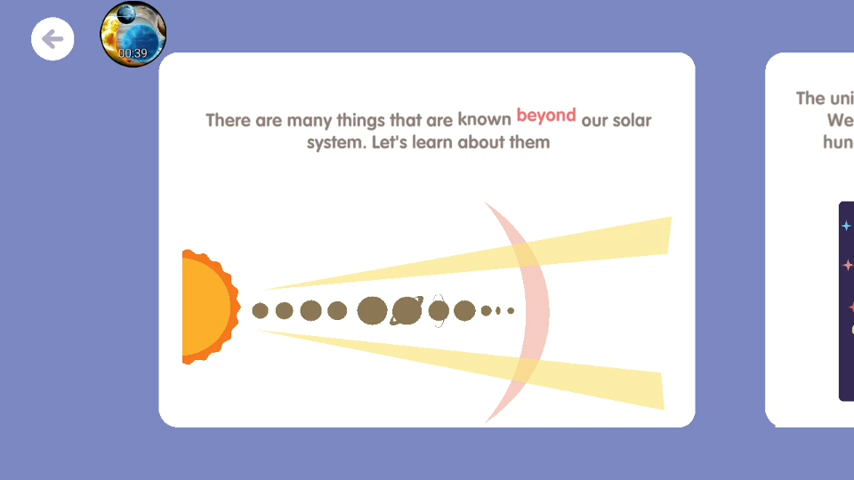 00:39
There are many things that are known beyond our solar
system. Let's learn about them
The uni
We
hun